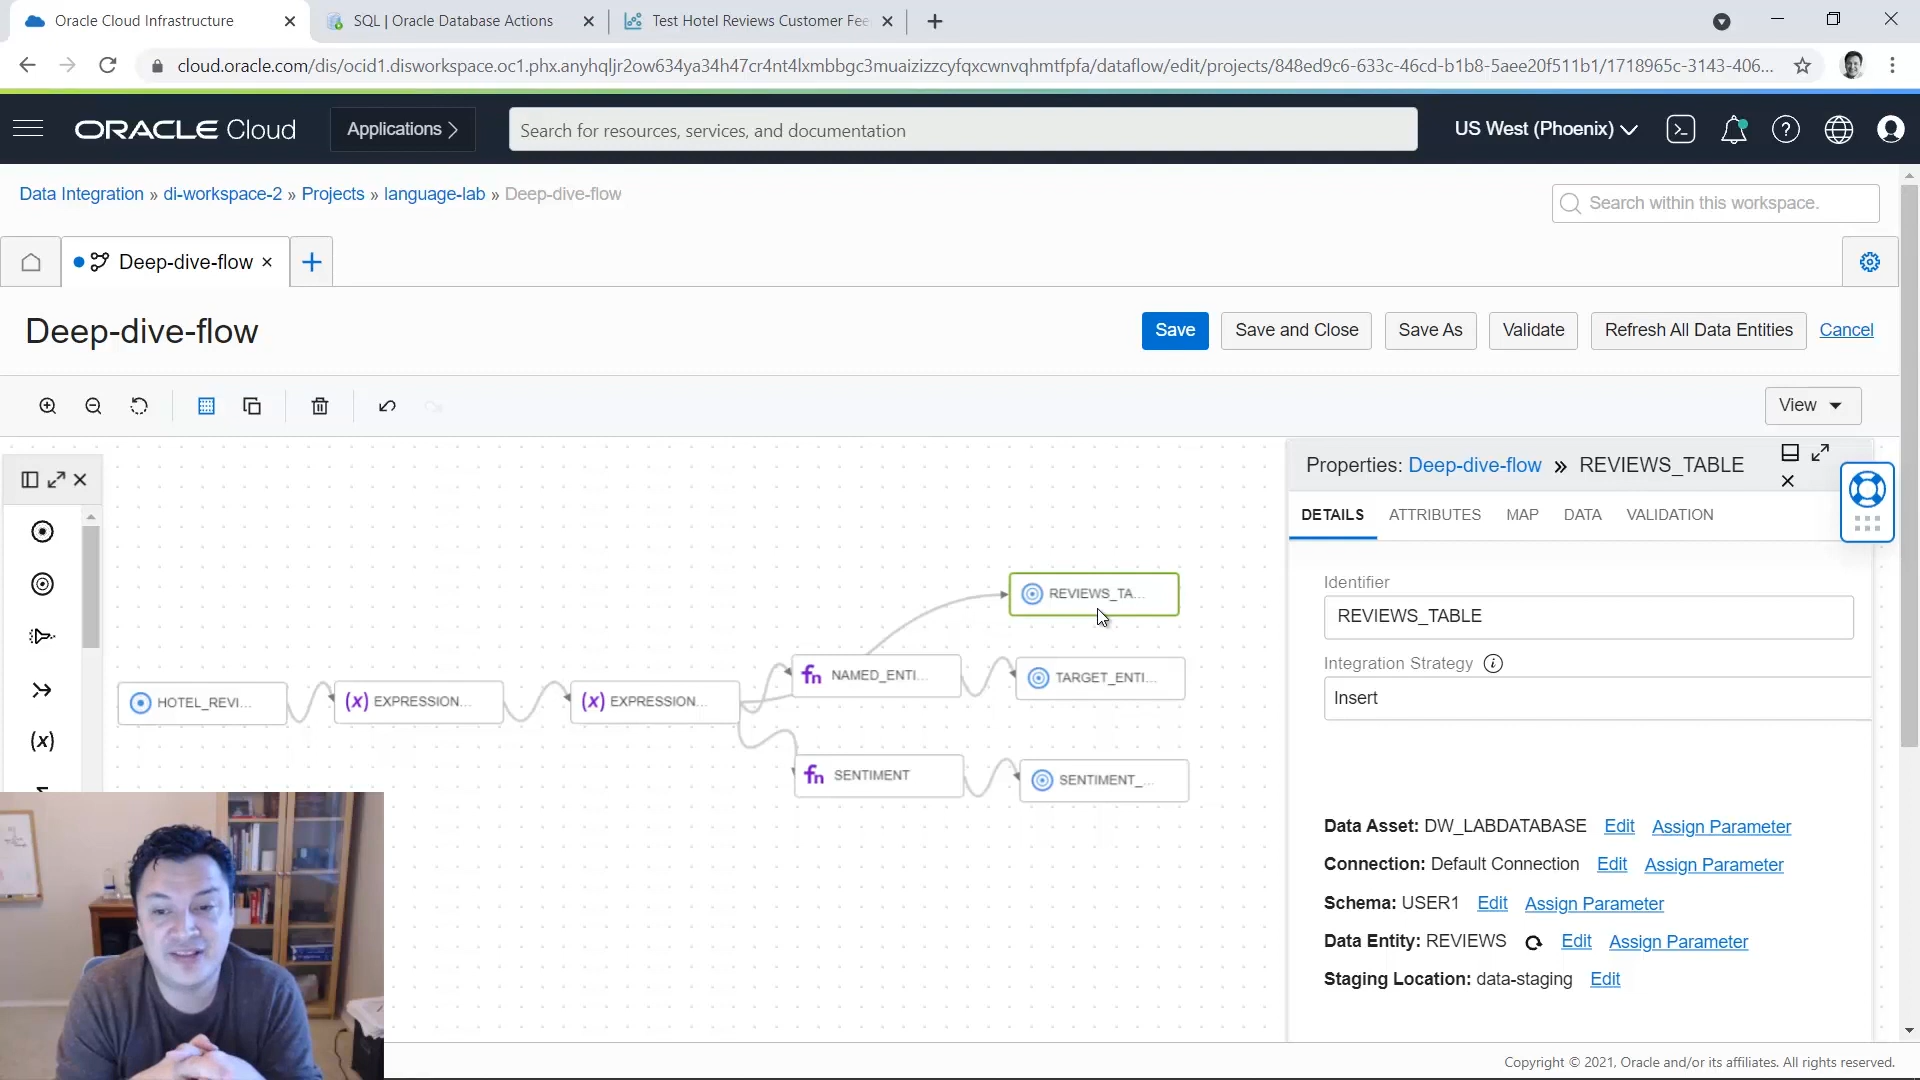 Oracle Cloud Infrastructure
SQL | Oracle Database Actions
Test Hotel Reviews Customer Fee
cloud.oracle.com/dis/ocid1.disworkspace.oc1.phx.anyhqljr2ow634ya34h47cr4nt4lxmbbgc3muaizizzcyfqxcwnvqhmtfpfa/dataflow/edit/projects/848ed9c6-633c-46cd-b1b8-5aee20f511b1/1718965c-3143-406...
ORACLE Cloud
Applications
Search for resources, services, and documentation
US West (Phoenix)
Data Integration » di-workspace-2 » Projects » language-lab » Deep-dive-flow
Search within this workspace.
Deep-dive-flow
Deep-dive-flow
Save
Save and Close
Save As
Validate
Refresh All Data Entities
Cancel
View
Properties: Deep-dive-flow » REVIEWS_TABLE
DETAILS
ATTRIBUTES
MAP
DATA
VALIDATION
Identifier
REVIEWS_TABLE
Integration Strategy
Insert
Data Asset: DW_LABDATABASE Edit Assign Parameter
Connection: Default Connection Edit Assign Parameter
Schema: USER1 Edit Assign Parameter
Data Entity: REVIEWS Edit Assign Parameter
Staging Location: data-staging Edit
(x)
HOTEL_REVI...
(x) EXPRESSION...
(x) EXPRESSION...
REVIEWS_TA...
fn NAMED_ENTI...
TARGET_ENTI...
fn SENTIMENT
SENTIMENT_...
Copyright © 2021, Oracle and/or its affiliates. All rights reserved.